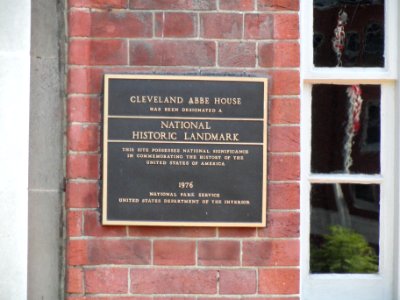 CLEVELAND ABBE HOUSE
HAS BEEN DESIGNATED A
NATIONAL
HISTORIC LANDMARK
THIS SITE POSSESSES NATIONAL SIGNIFICANCE
IN COMMEMORATING THE HISTORY OF THE
UNITED STATES OF AMERICA
1976
NATIONAL PARK SERVICE
UNITED STATES DEPARTMENT OF THE INTERIOR